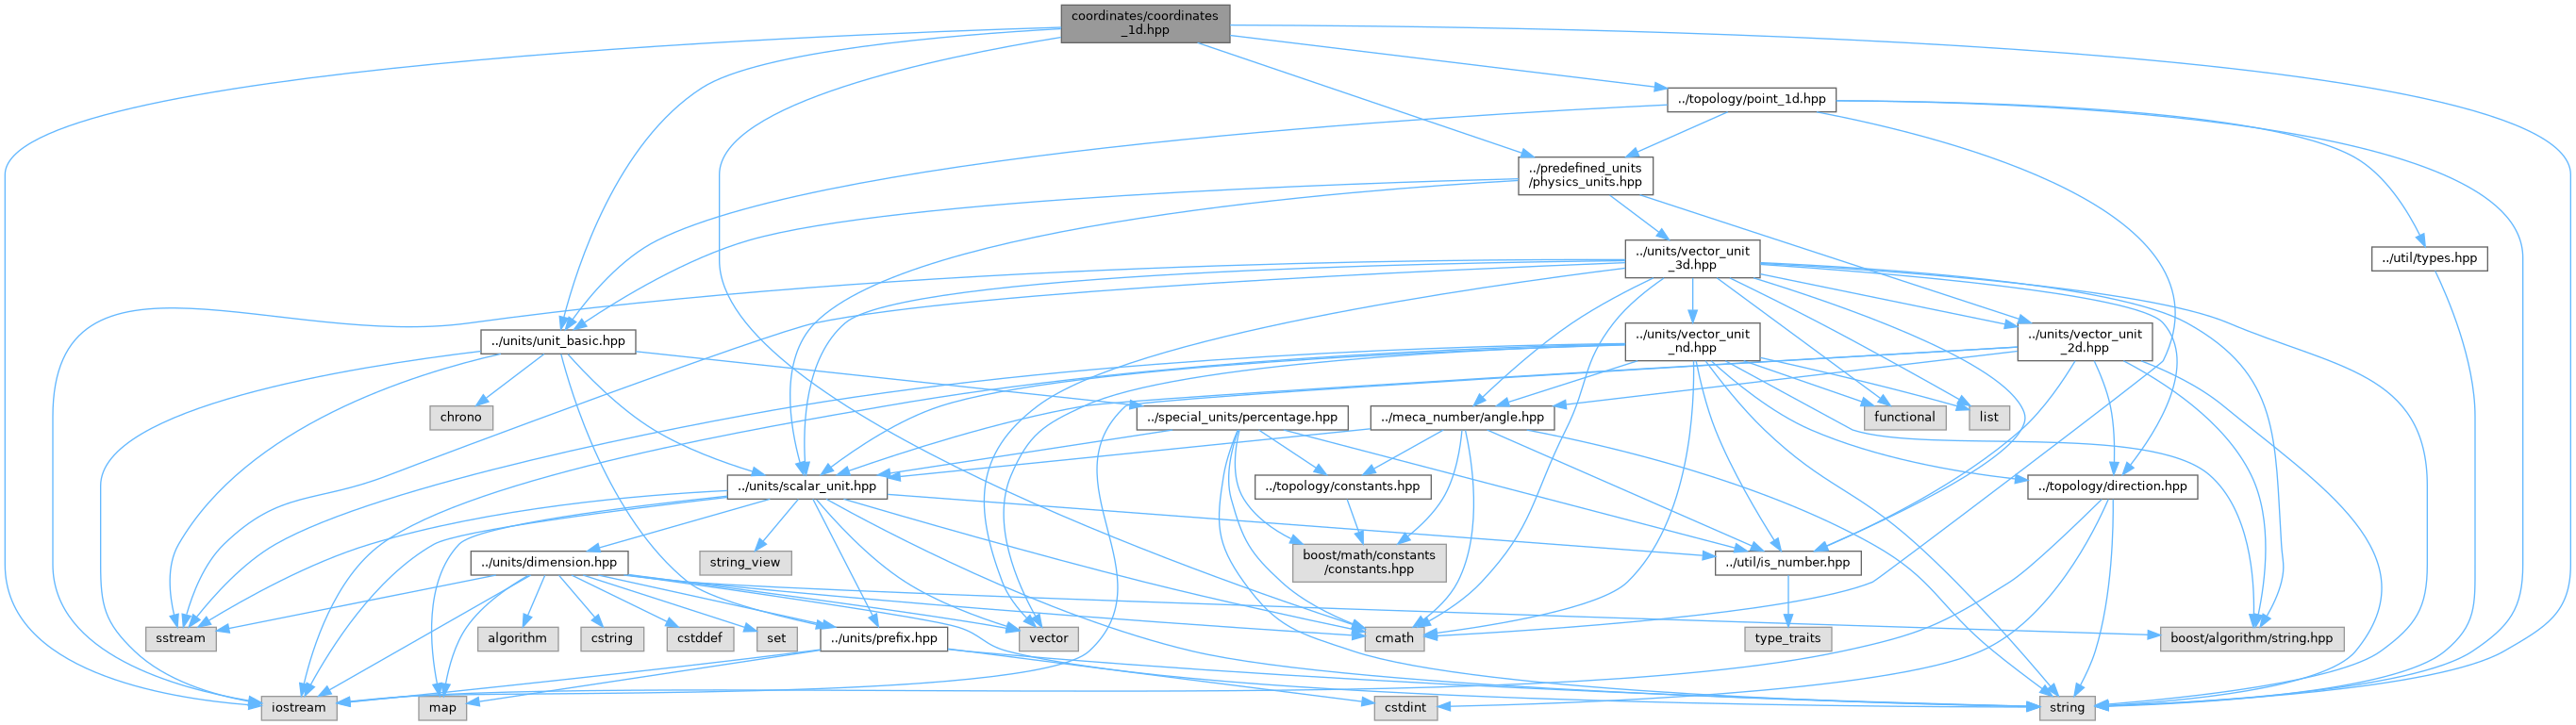 coordinates/coordinates
_1d.hpp
../topology/point_1d.hpp
../predefined_units
/physics_units.hpp
../units/vector_unit
_3d.hpp
../util/types.hpp
../units/unit_basic.hpp
../units/vector_unit
_nd.hpp
../units/vector_unit
_2d.hpp
chrono
../special_units/percentage.hpp
../meca_number/angle.hpp
functional
list
../units/scalar_unit.hpp
../topology/constants.hpp
../topology/direction.hpp
../units/dimension.hpp
string_view
boost/math/constants
/constants.hpp
../util/is_number.hpp
sstream
algorithm
cstring
cstddef
set
../units/prefix.hpp
vector
cmath
type_traits
boost/algorithm/string.hpp
iostream
map
cstdint
string